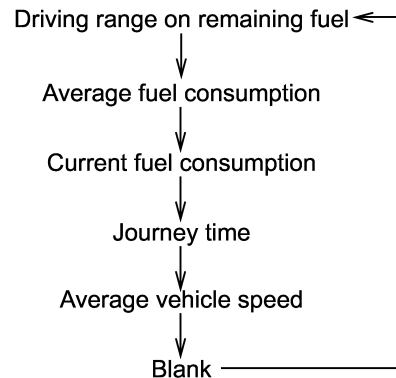 Driving range on remaining fuel
Average fuel consumption
Current fuel consumption
Journey time
Average vehicle speed
Blank